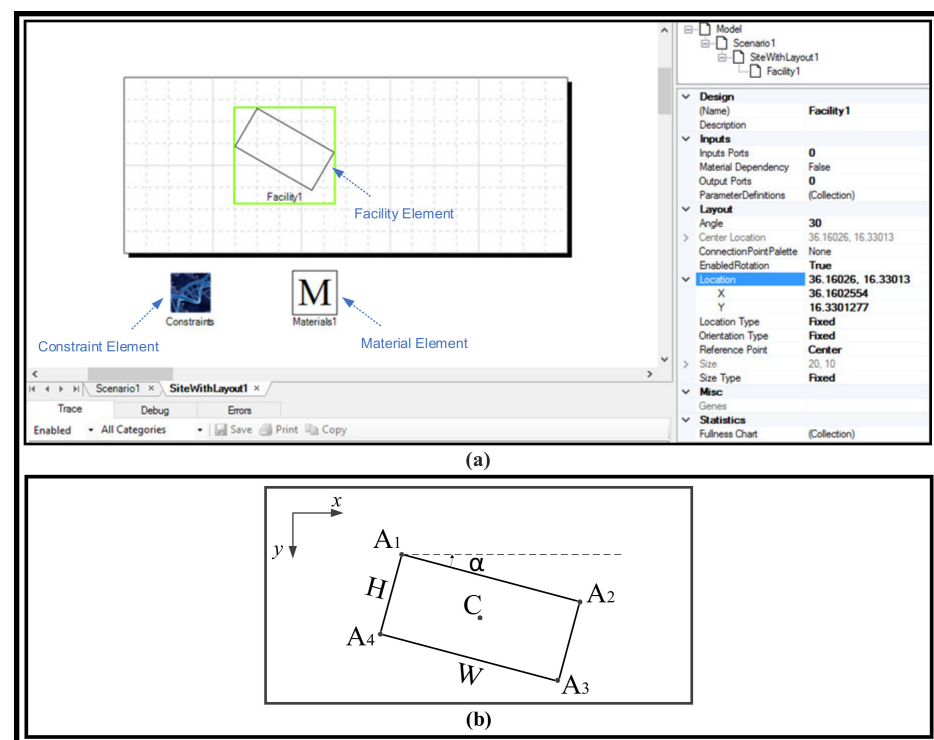 Model
Scenario1
SiteWithLayout1
Facility1
Facility1
Facility Element
Constraints
Materials1
M
Constraint Element
Material Element
Scenario1 × SiteWithLayout1 ×
Trace Debug Errors
Enabled All Categories Save Print Copy
Design
(Name) Facility1
Description
Inputs
Inputs Ports 0
Material Dependency False
Output Ports 0
ParameterDefinitions (Collection)
Layout
Angle 30
Center Location 36.16026, 16.33013
ConnectionPointPalette None
EnabledRotation True
Location 36.16026, 16.33013
X 36.1602554
Y 16.3301277
Location Type Fixed
Orientation Type Fixed
Reference Point Center
Size 20, 10
Size Type Fixed
Misc
Genes
Statistics
Fullness Chart (Collection)
(a)
x
y
A1
α
H
C
A2
A4
W
A3
(b)